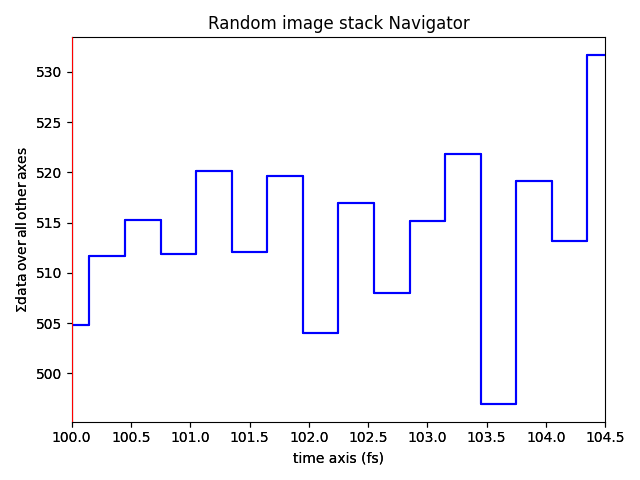 Random image stack Navigator
530
525
520
515
510
505
500
Σdata over all other axes
100.0 100.5 101.0 101.5 102.0 102.5 103.0 103.5 104.0 104.5
time axis (fs)